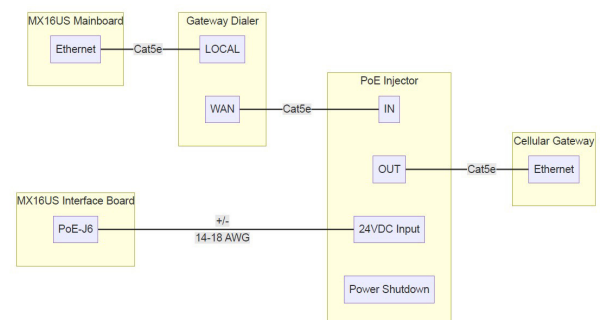 MX16US Mainboard
Ethernet
Cat5e
Gateway Dialer
LOCAL
WAN
Cat5e
PoE Injector
IN
OUT
Cat5e
Cellular Gateway
Ethernet
MX16US Interface Board
PoE-J6
+/-
14-18 AWG
24VDC Input
Power Shutdown